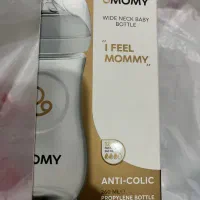 MOMY
WIDE NECK BABY
BOTTLE
"I FEEL
MOMMY"
MOMY
ANTI-COLIC
PROPYLENE BOTTLE